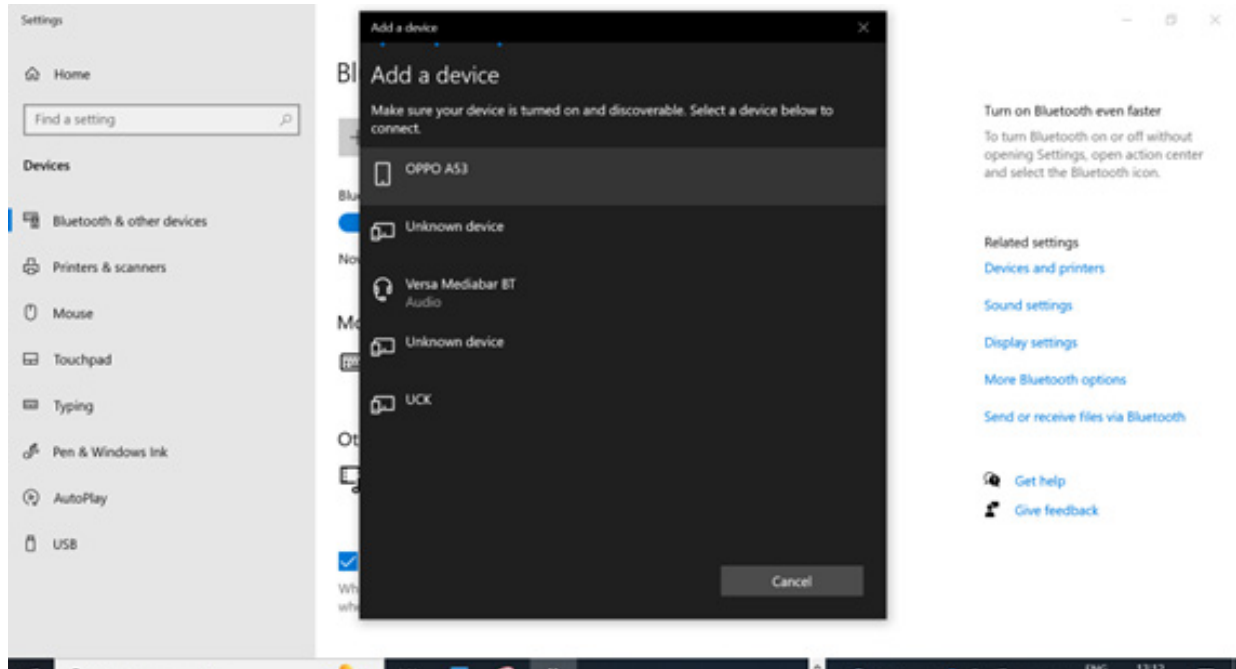 Settings
Home
Find a setting
Devices
Bluetooth & other devices
Printers & scanners
Mouse
Touchpad
Typing
Pen & Windows Ink
AutoPlay
USB
Add a device
Add a device
Make sure your device is turned on and discoverable. Select a device below to
connect.
OPPO A53
Unknown device
Versa Mediabar BT
Audio
Unknown device
UCK
Cancel
Turn on Bluetooth even faster
To turn Bluetooth on or off without
opening Settings, open action center
and select the Bluetooth icon.
Related settings
Devices and printers
Sound settings
Display settings
More Bluetooth options
Send or receive files via Bluetooth
Get help
Give feedback